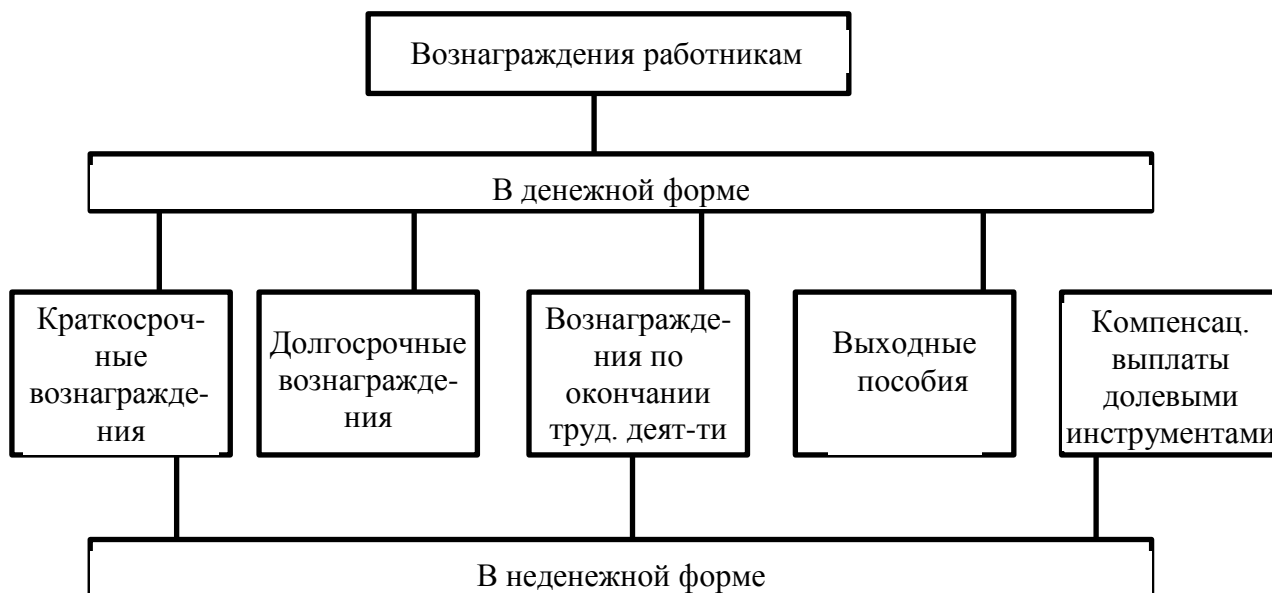 Вознаграждения работникам
В денежной форме
Краткосроч-
ные
вознагражде-
ния
Долгосрочные
вознагражде-
ния
Вознагражде-
ния по
окончании
труд. деят-ти
Выходные
пособия
Компенсац.
выплаты
долевыми
инструментами
В неденежной форме